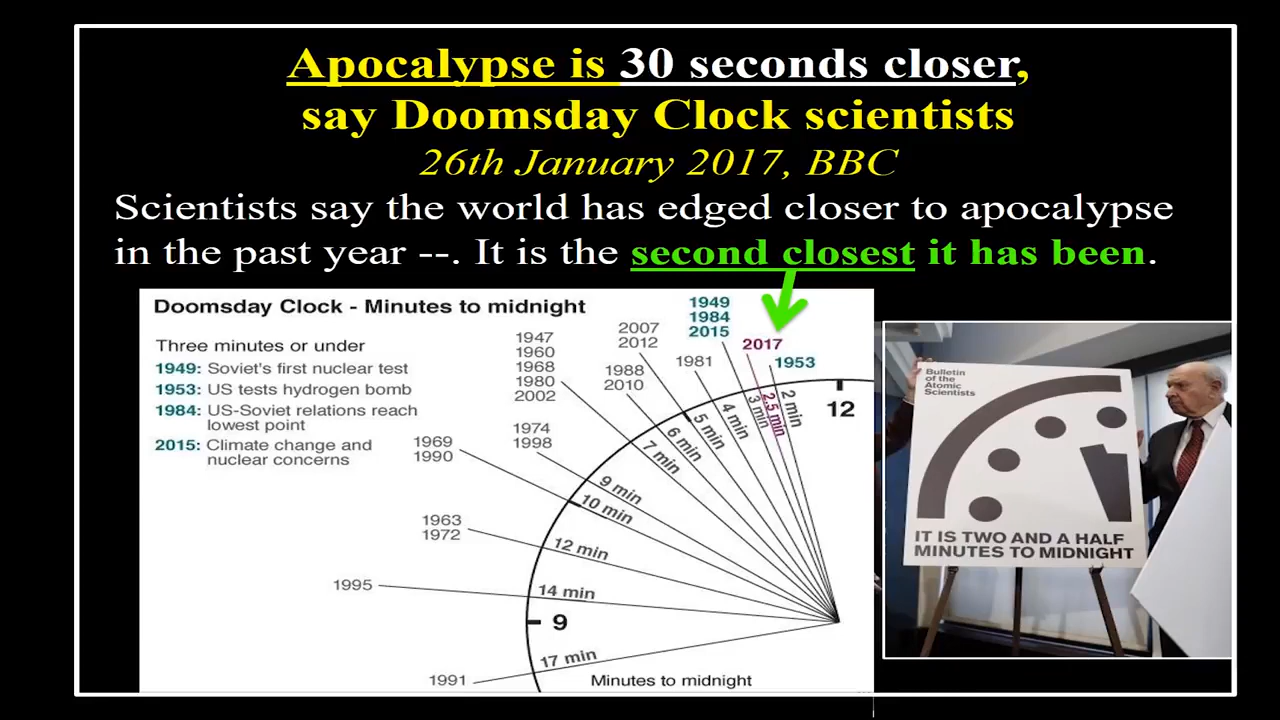 Apocalypse is 30 seconds closer,
say Doomsday Clock scientists
26th January 2017, BBC
Scientists say the world has edged closer to apocalypse
in the past year --. It is the second closest it has been.
Doomsday Clock - Minutes to midnight
Three minutes or under
1949: Soviet's first nuclear test
1953: US tests hydrogen bomb
1984: US-Soviet relations reach
lowest point
2015: Climate change and
nuclear concerns
1991
1995
1963
1972
1969
1990
1974
1998
1947
1960
1968
1980
2002
1988
2010
2007
2012
1981
1949
1984
2015
2017
1953
17 min
14 min
12 min
10 min
9 min
7 min
6 min
5 min
4 min
3 min
2.5 min
2 min
9
12
Minutes to midnight
Bulletin
of the
Atomic
Scientists
IT IS TWO AND A HALF
MINUTES TO MIDNIGHT